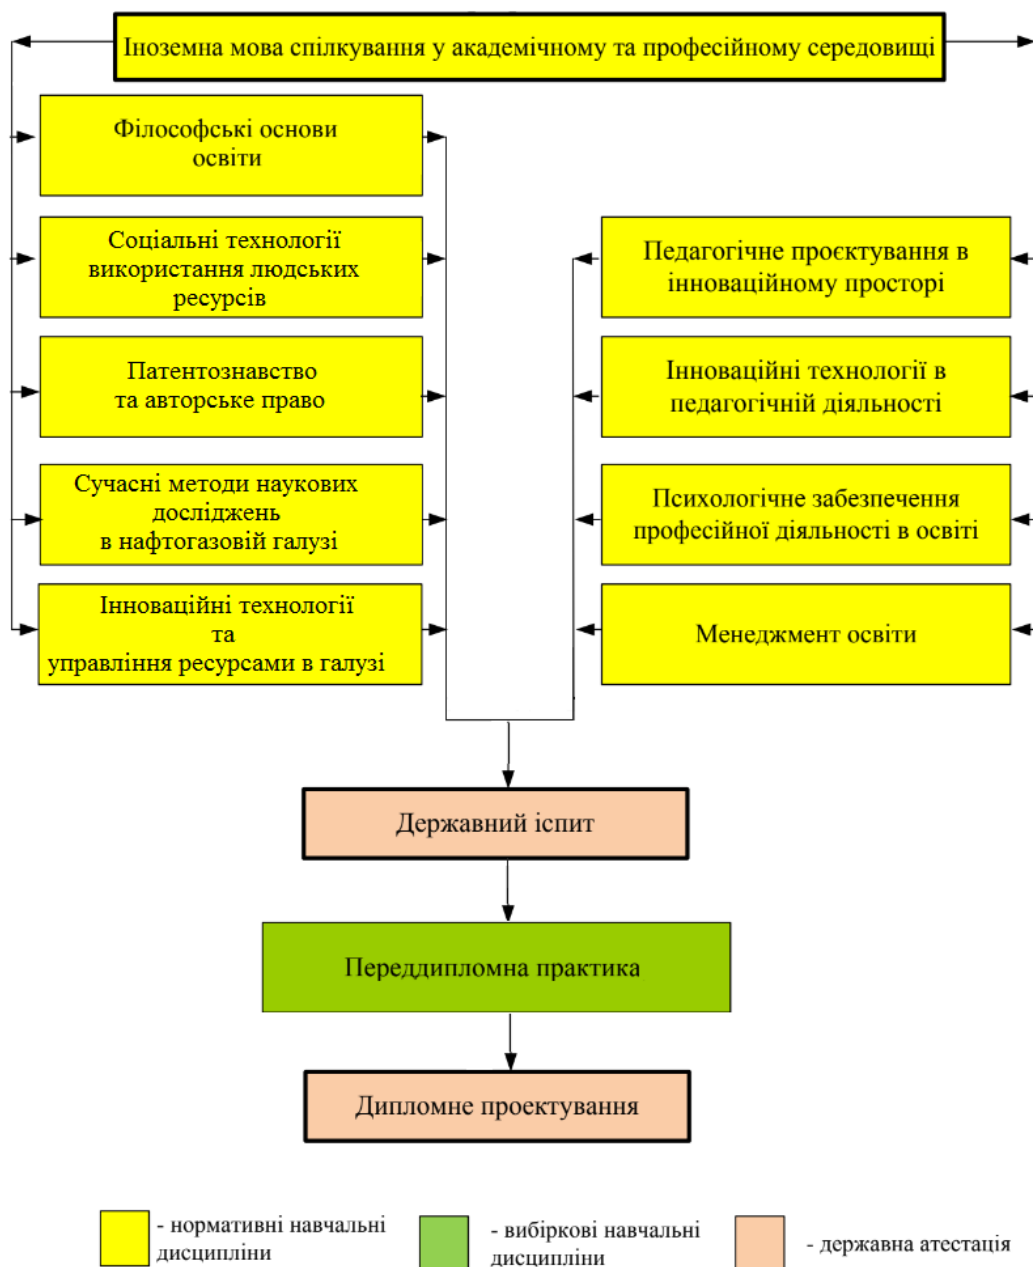 Іноземна мова спілкування у академічному та професійному середовищі
Філософські основи
освіти
Соціальні технології
використання людських
ресурсів
Патентознавство
та авторське право
Сучасні методи наукових
досліджень
в нафтогазовій галузі
Інноваційні технології
та
управління ресурсами в галузі
Педагогічне проєктування в
інноваційному просторі
Інноваційні технології в
педагогічній діяльності
Психологічне забезпечення
професійної діяльності в освіті
Менеджмент освіти
Державний іспит
Переддипломна практика
Дипломне проектування
- нормативні навчальні
дисципліни
- вибіркові навчальні
дисципліни
- державна атестація